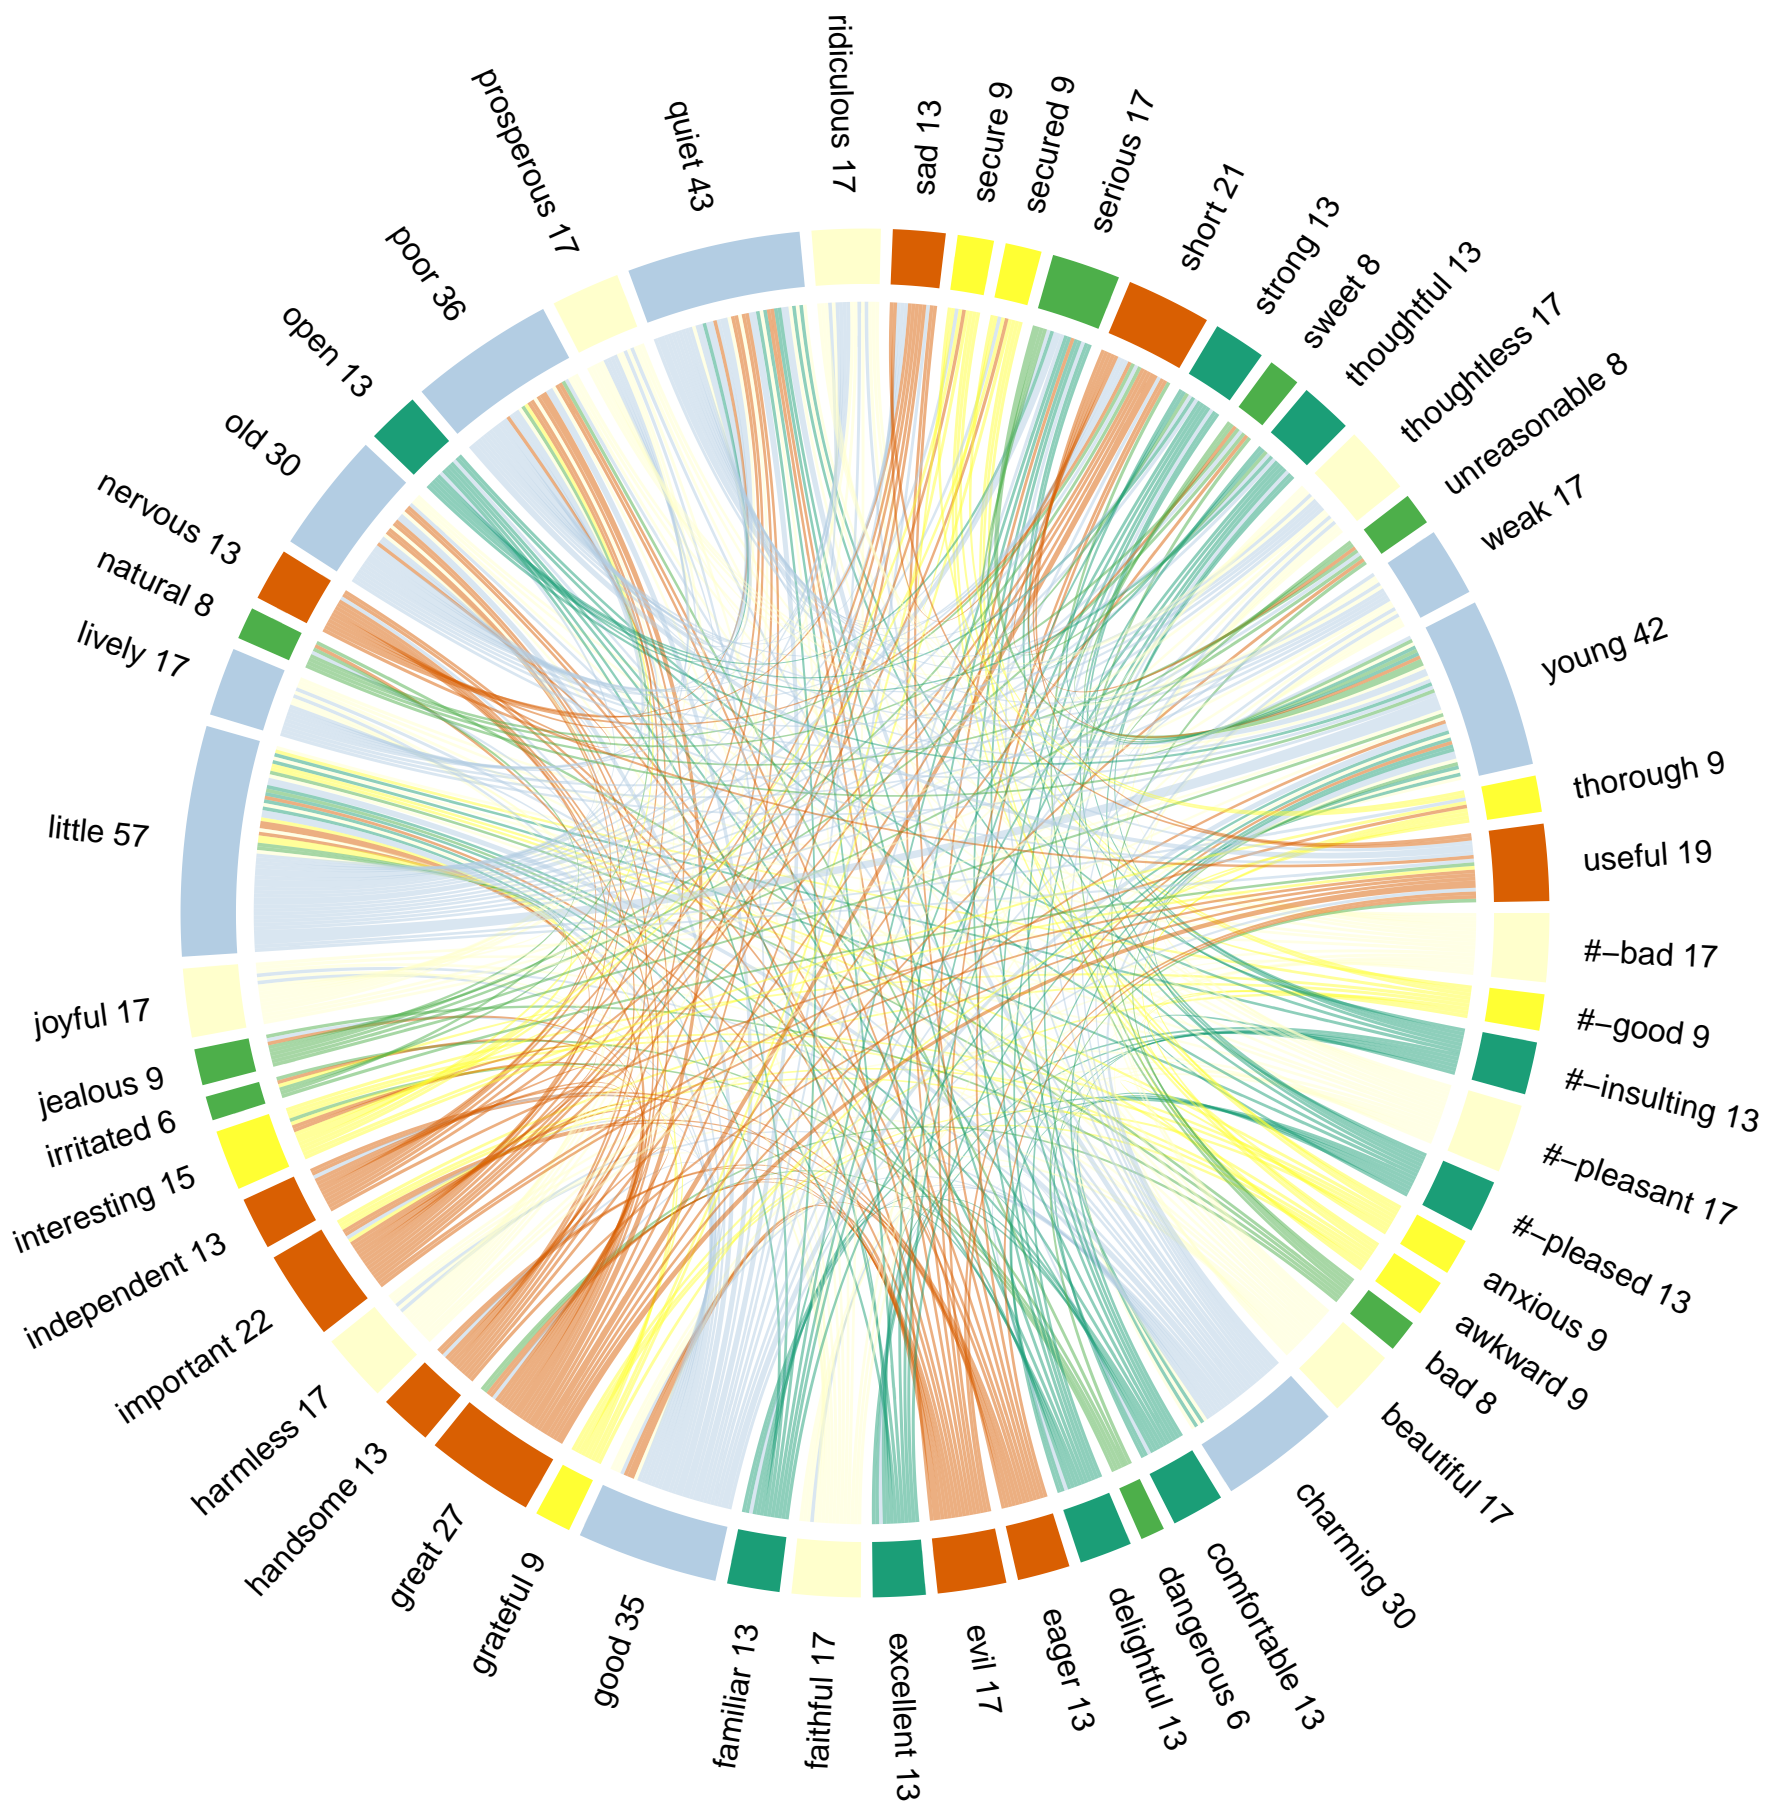 ridiculous 17
sad 13
secure 9
secured 9
serious 17
short 21
strong 13
sweet 8
thoughtful 13
thoughtless 17
unreasonable 8
weak 17
young 42
thorough 9
useful 19
#–bad 17
#–good 9
#–insulting 13
#–pleasant 17
#–pleased 13
anxious 9
awkward 9
bad 8
beautiful 17
charming 30
comfortable 13
dangerous 6
delightful 13
eager 13
evil 17
excellent 13
faithful 17
familiar 13
good 35
grateful 9
great 27
handsome 13
harmless 17
important 22
independent 13
interesting 15
irritated 6
jealous 9
joyful 17
little 57
lively 17
natural 8
nervous 13
old 30
open 13
poor 36
prosperous 17
quiet 43